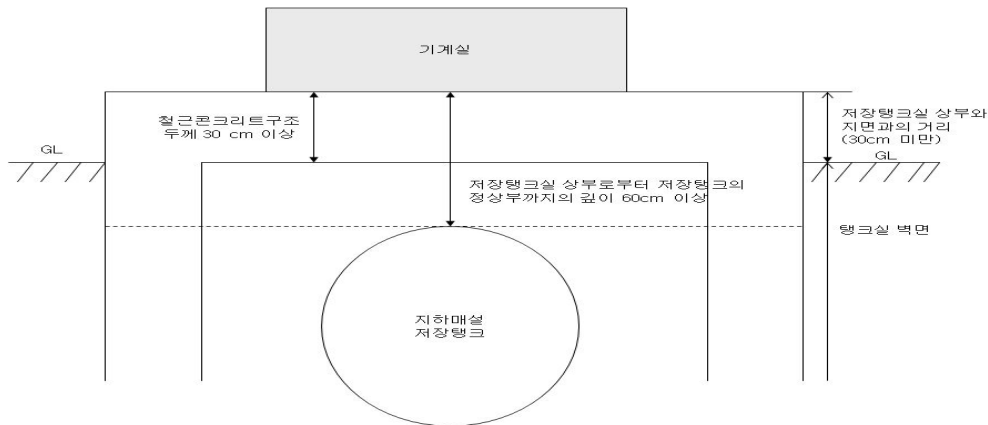 기계실
철근콘크리트구조
두께 30 cm 이상
저장탱크실 상부와
지면과의 거리
(30cm 미만)
GL
GL
저장탱크실 상부로부터 저장탱크의
정상부까지의 깊이 60cm 이상
탱크실 벽면
지하매설
저장탱크